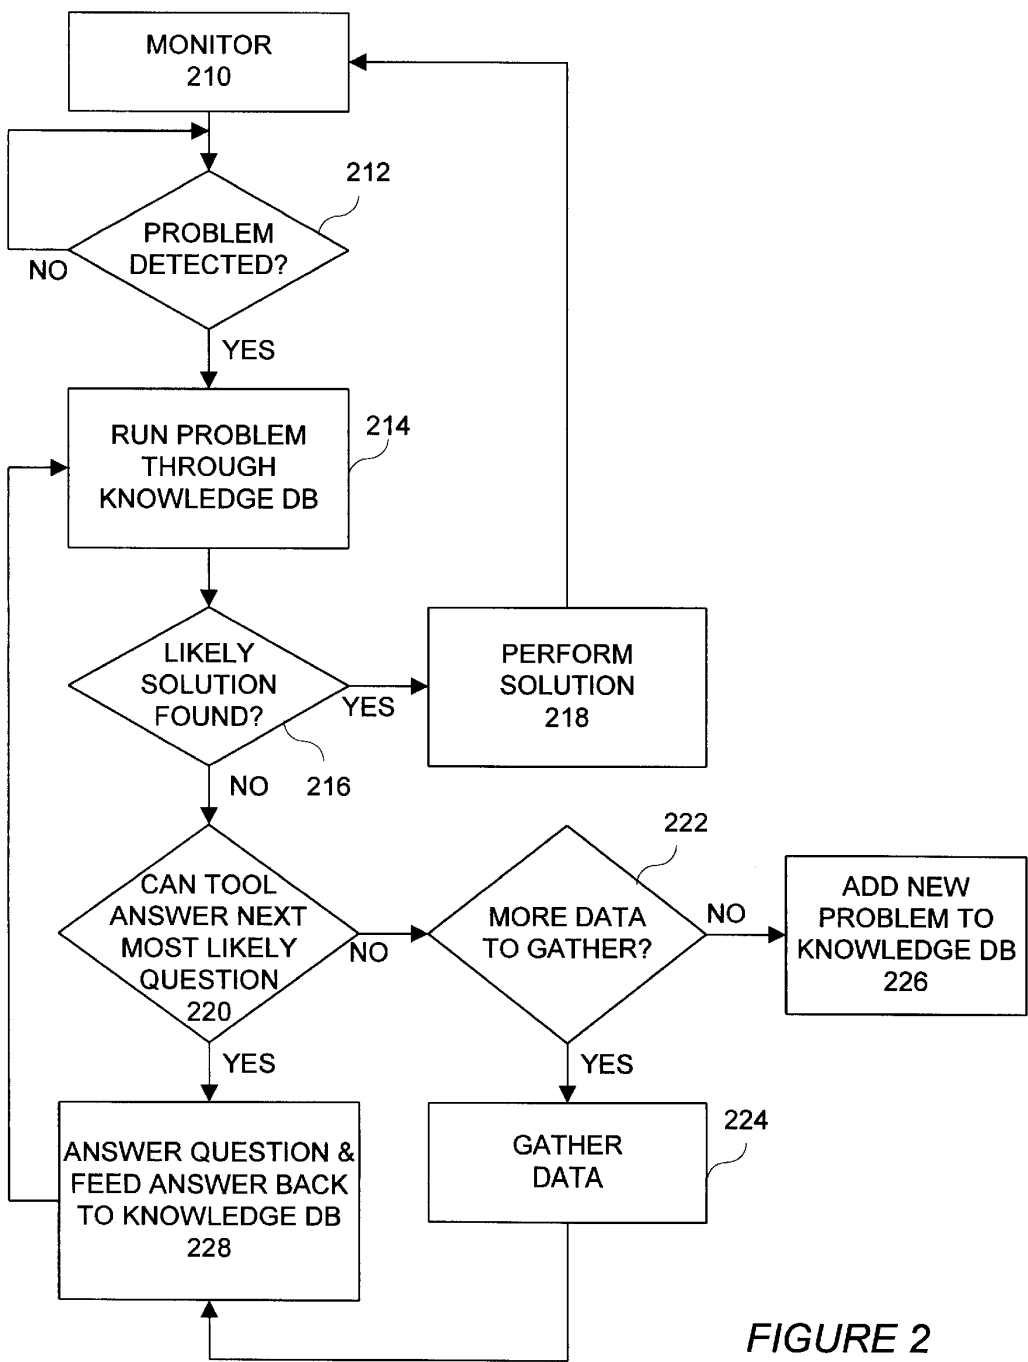 MONITOR
210
212
PROBLEM
DETECTED?
NO
YES
RUN PROBLEM
THROUGH
KNOWLEDGE DB
214
LIKELY
SOLUTION
FOUND?
YES
216
NO
PERFORM
SOLUTION
218
CAN TOOL
ANSWER NEXT
MOST LIKELY
QUESTION
220
NO
YES
222
MORE DATA
TO GATHER?
NO
YES
ADD NEW
PROBLEM TO
KNOWLEDGE DB
226
ANSWER QUESTION &
FEED ANSWER BACK
TO KNOWLEDGE DB
228
GATHER
DATA
224
FIGURE 2